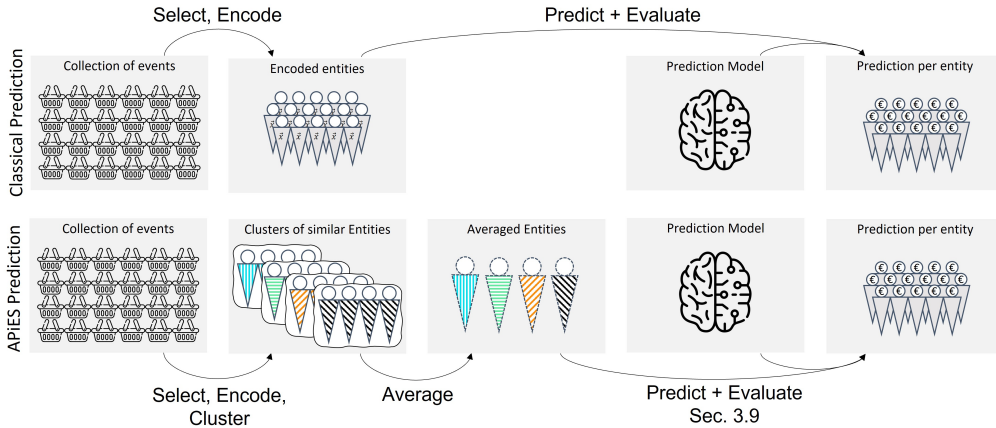 Select, Encode
Predict + Evaluate
Classical Prediction
Collection of events
Encoded entities
Prediction Model
Prediction per entity
€ € € € €
€ € € € € €
€ € € € €
APiES Prediction
Collection of events
Clusters of similar Entities
Averaged Entities
Prediction Model
Prediction per entity
€ € € € €
€ € € € € €
€ € € € €
Select, Encode,
Cluster
Average
Predict + Evaluate
Sec. 3.9